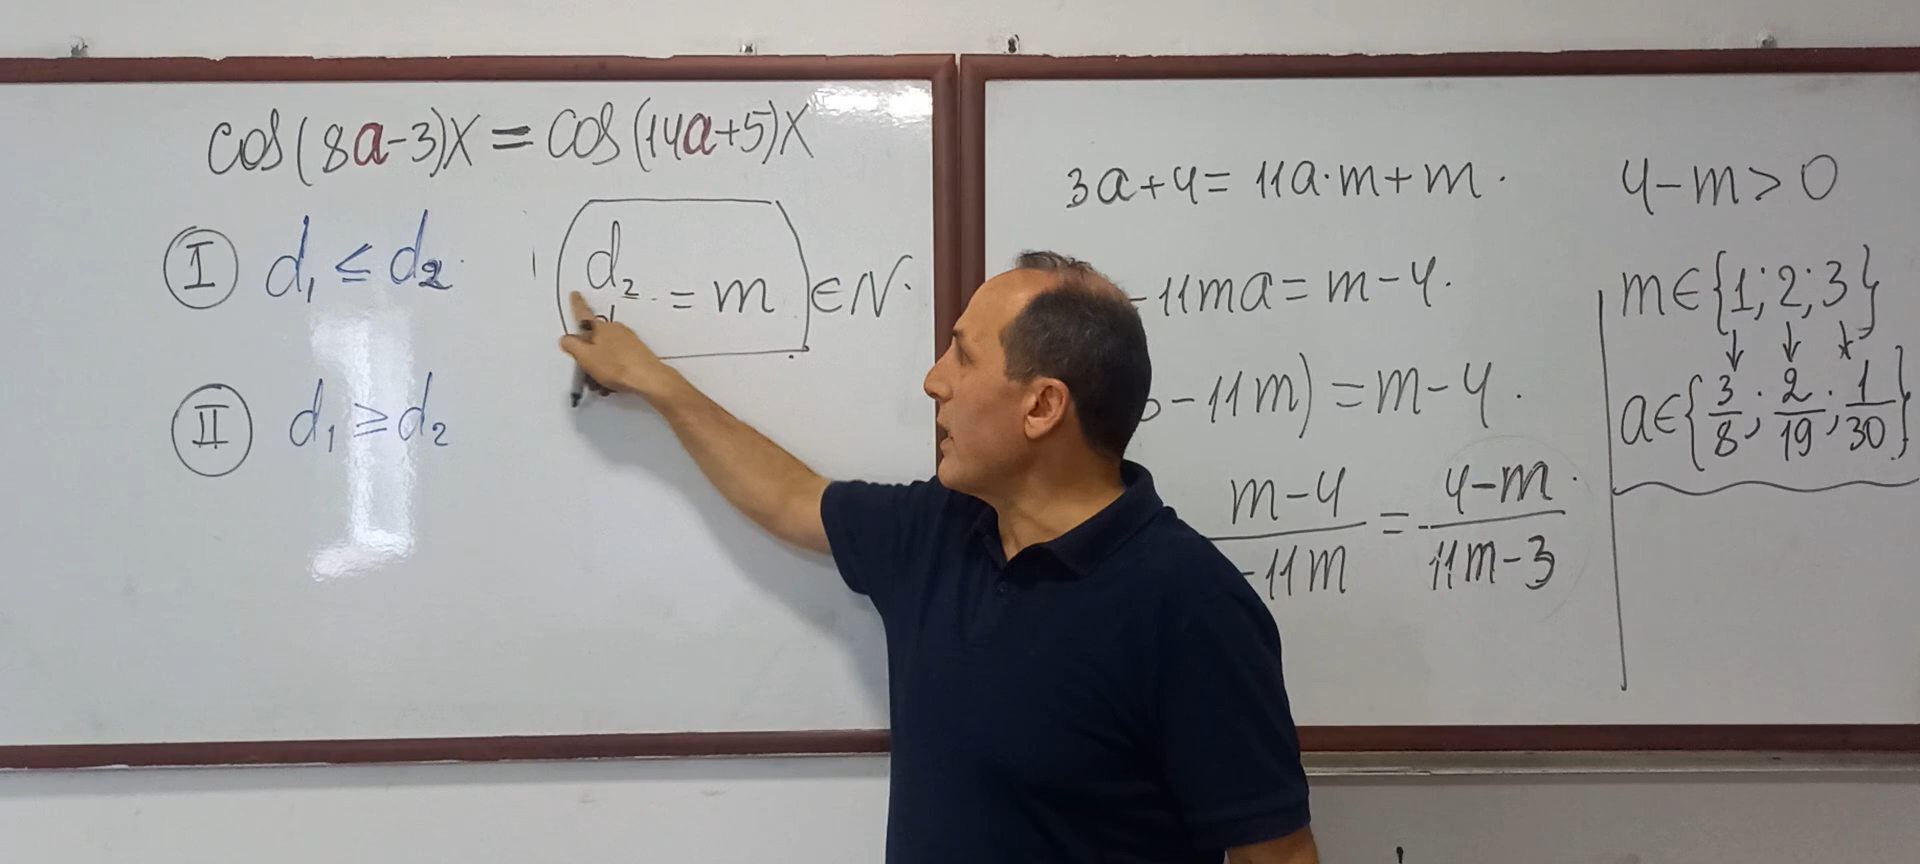 cos(8a-3)x = cos(14a+5)x
I d₁ ≤ d₂.
d₂ = m ∈ N.
II d₁ ≥ d₂
3a+4 = 11a·m+m.
-11ma = m-4.
-11m) = m-4.
m-4 / -11m = 4-m / 11m-3
4-m>0
m∈{1;2;3}
↓ ↓ ↓
a∈{3/8; 2/19; 1/30}